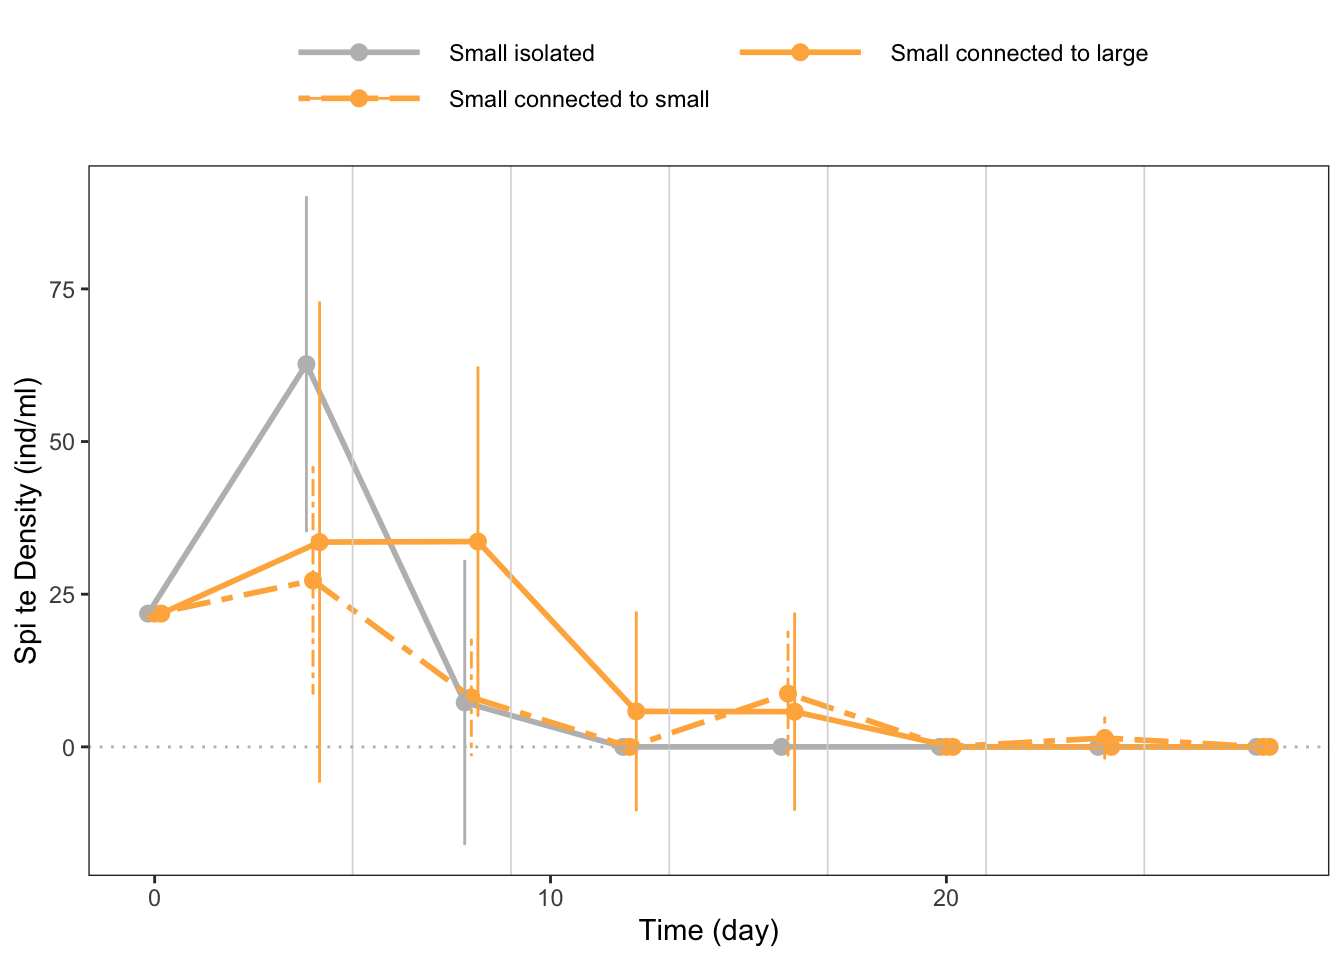 Small isolated
Small connected to large
Small connected to small
75
50
25
0
Spi te Density (ind/ml)
0
10
20
Time (day)